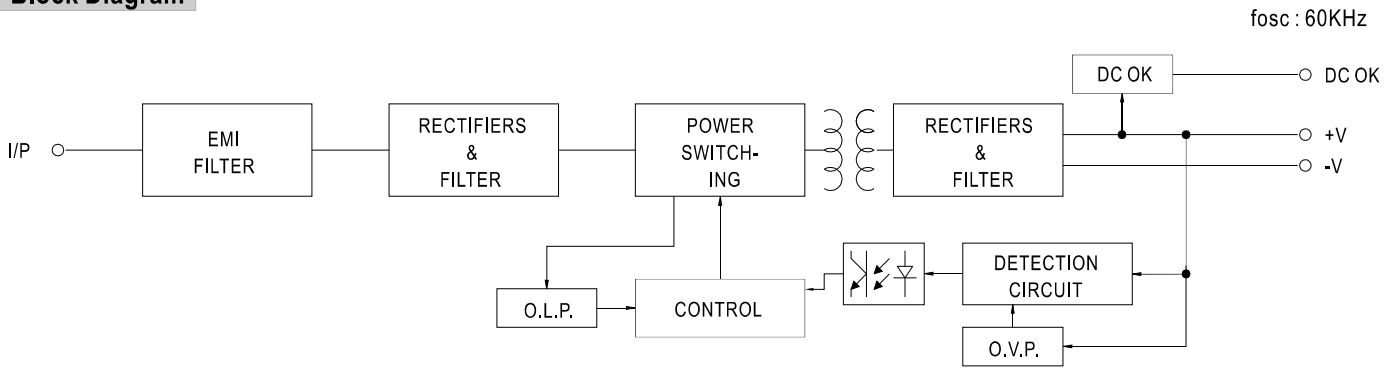 Block Diagram
fosc : 60KHz
DC OK
DC OK
I/P
EMI
FILTER
RECTIFIERS
&
FILTER
POWER
SWITCH-
ING
RECTIFIERS
&
FILTER
+V
-V
O.L.P.
CONTROL
DETECTION
CIRCUIT
O.V.P.